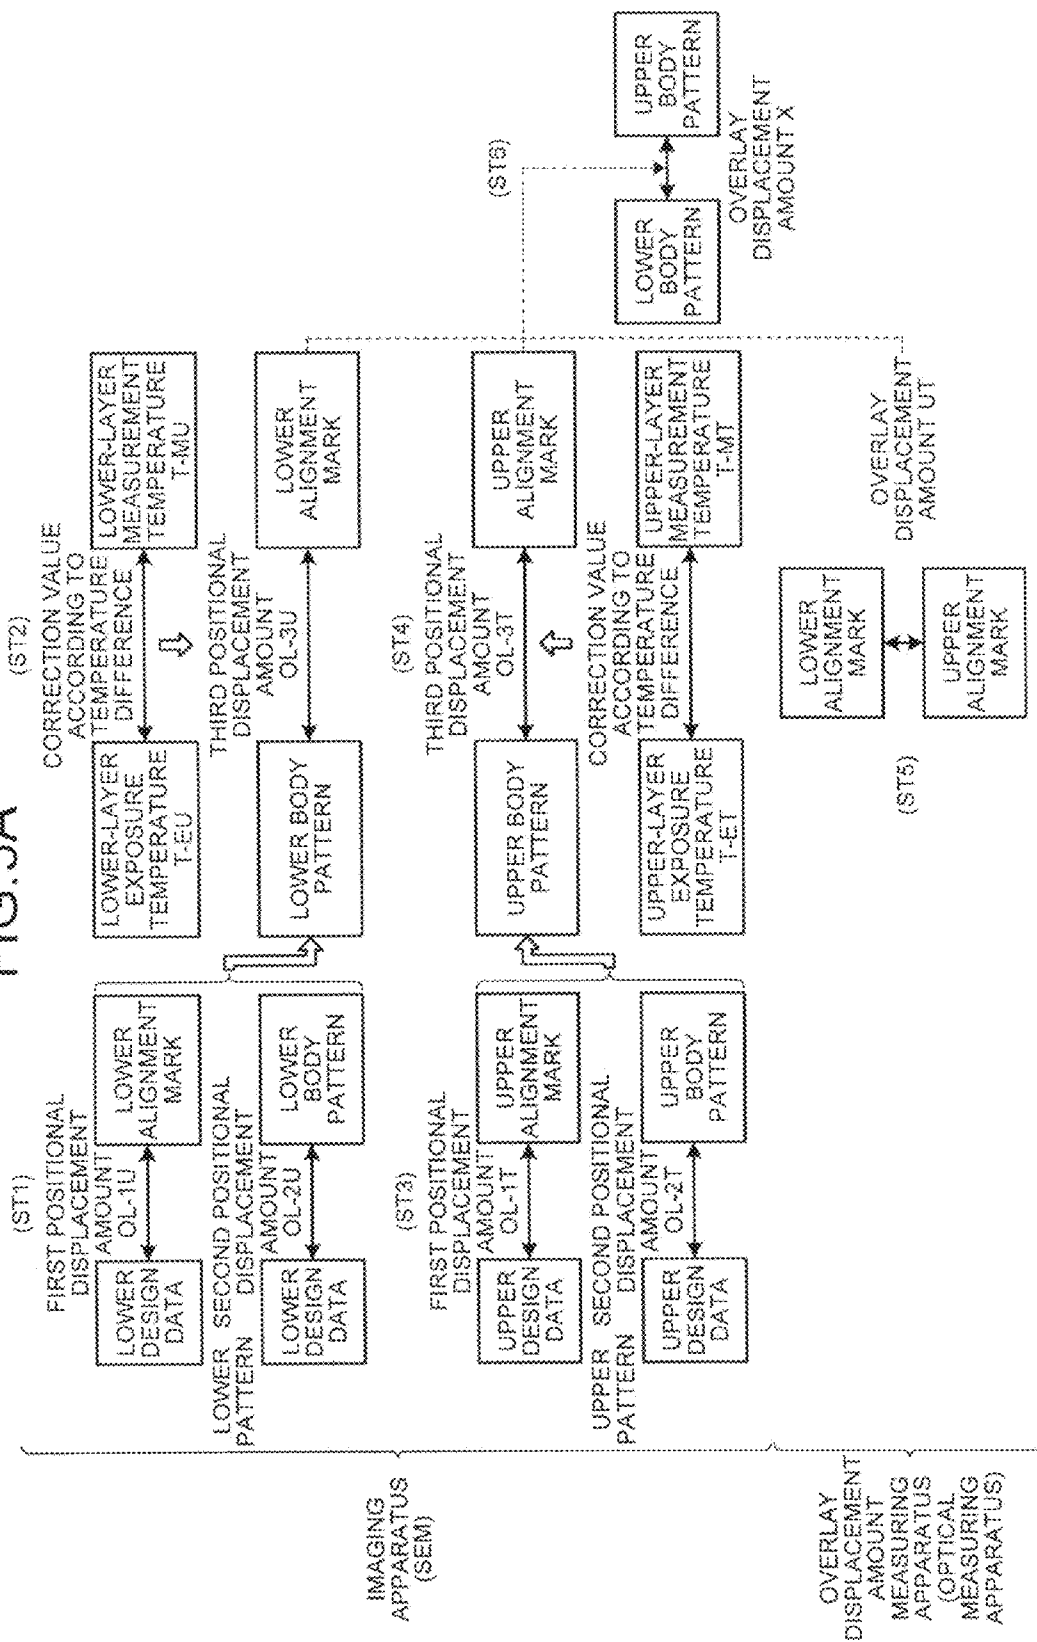 FIG.5A
IMAGING
APPARATUS
(SEM)
LOWER
PATTERN
(ST1)
FIRST POSITIONAL
DISPLACEMENT
AMOUNT
OL-1U
LOWER
DESIGN
DATA
LOWER
ALIGNMENT
MARK
SECOND POSITIONAL
DISPLACEMENT
AMOUNT
OL-2U
LOWER
DESIGN
DATA
LOWER
BODY
PATTERN
(ST2)
CORRECTION VALUE
ACCORDING TO
TEMPERATURE
DIFFERENCE
LOWER-LAYER
EXPOSURE
TEMPERATURE
T-EU
LOWER-LAYER
MEASUREMENT
TEMPERATURE
T-MU
THIRD POSITIONAL
DISPLACEMENT
AMOUNT
OL-3U
LOWER BODY
PATTERN
LOWER
ALIGNMENT
MARK
UPPER
PATTERN
(ST3)
FIRST POSITIONAL
DISPLACEMENT
AMOUNT
OL-1T
UPPER
DESIGN
DATA
UPPER
ALIGNMENT
MARK
SECOND POSITIONAL
DISPLACEMENT
AMOUNT
OL-2T
UPPER
DESIGN
DATA
UPPER
BODY
PATTERN
(ST4)
THIRD POSITIONAL
DISPLACEMENT
AMOUNT
OL-3T
UPPER BODY
PATTERN
UPPER
ALIGNMENT
MARK
CORRECTION VALUE
ACCORDING TO
TEMPERATURE
DIFFERENCE
UPPER-LAYER
EXPOSURE
TEMPERATURE
T-ET
UPPER-LAYER
MEASUREMENT
TEMPERATURE
T-MT
OVERLAY
DISPLACEMENT
AMOUNT
MEASURING
APPARATUS
(OPTICAL
MEASURING
APPARATUS)
(ST5)
LOWER
ALIGNMENT
MARK
UPPER
ALIGNMENT
MARK
OVERLAY
DISPLACEMENT
AMOUNT UT
(ST6)
LOWER
BODY
PATTERN
UPPER
BODY
PATTERN
OVERLAY
DISPLACEMENT
AMOUNT X